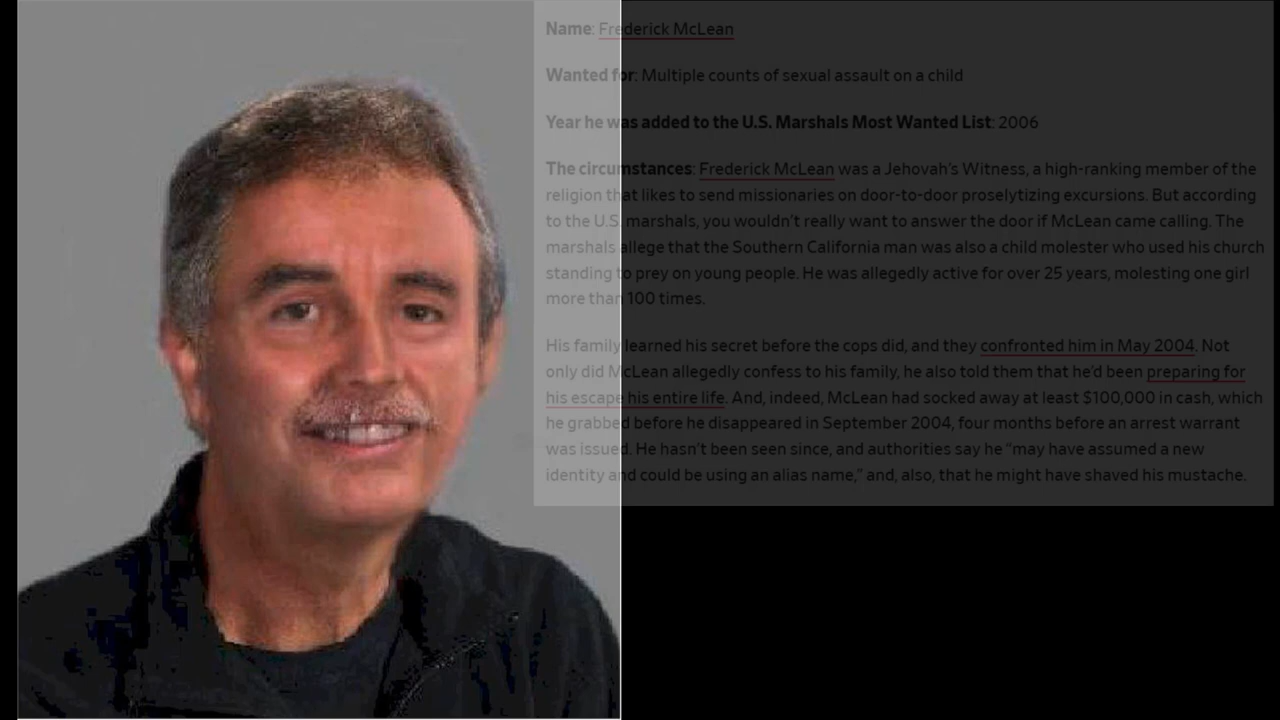 Name: Frederick McLean
Wanted for: Multiple counts of sexual assault on a child
Year he was added to the U.S. Marshals Most Wanted List: 2006
The circumstances: Frederick McLean was a Jehovah's Witness, a high-ranking member of the
religion that likes to send missionaries on door-to-door proselytizing excursions. But according
to the U.S. marshals, you wouldn't really want to answer the door if McLean came calling. The
marshals allege that the Southern California man was also a child molester who used his church
standing to prey on young people. He was allegedly active for over 25 years, molesting one girl
more than 100 times.
His family learned his secret before the cops did, and they confronted him in May 2004. Not
only did McLean allegedly confess to his family, he also told them that he'd been preparing for
his escape his entire life. And, indeed, McLean had socked away at least $100,000 in cash, which
he grabbed before he disappeared in September 2004, four months before an arrest warrant
was issued. He hasn't been seen since, and authorities say he “may have assumed a new
identity and could be using an alias name,” and, also, that he might have shaved his mustache.